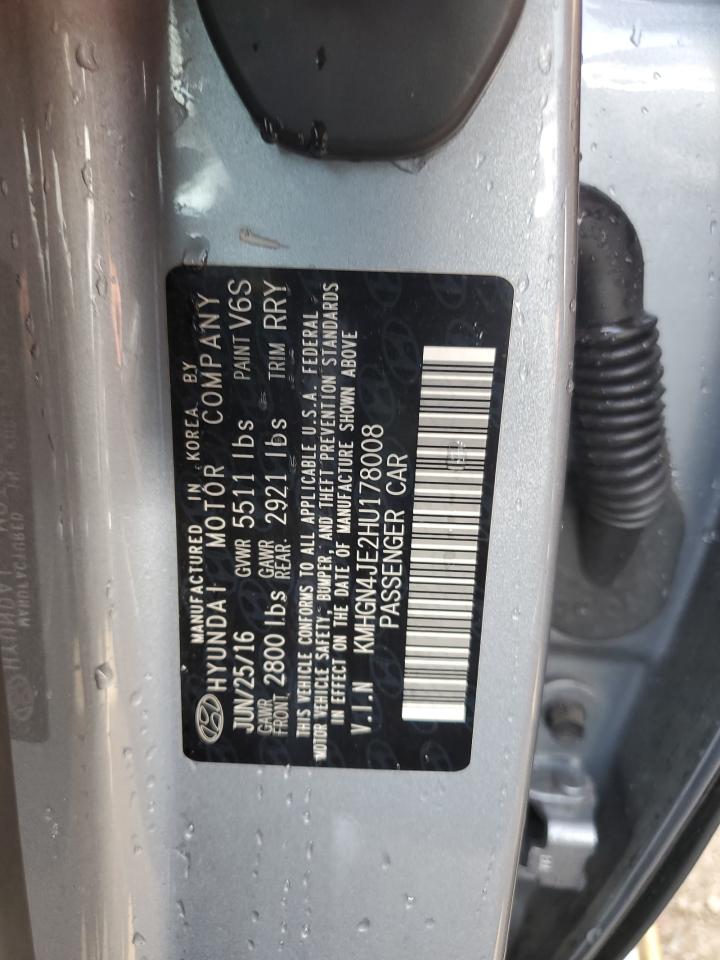 MANUFACTURED IN KOREA. BY
HYUNDAI MOTOR COMPANY
JUN/25/16 GVWR 5511 lbs PAINT V6S
GAWR FRONT 2800 lbs GAWR REAR. 2921 lbs TRIM RRY
THIS VEHICLE CONFORMS TO ALL APPLICABLE U.S.A. FEDERAL
MOTOR VEHICLE SAFETY, BUMPER, AND THEFT PREVENTION STANDARDS
IN EFFECT ON THE DATE OF MANUFACTURE SHOWN ABOVE
V.I.N KMHGN4JE2HU178008
PASSENGER CAR